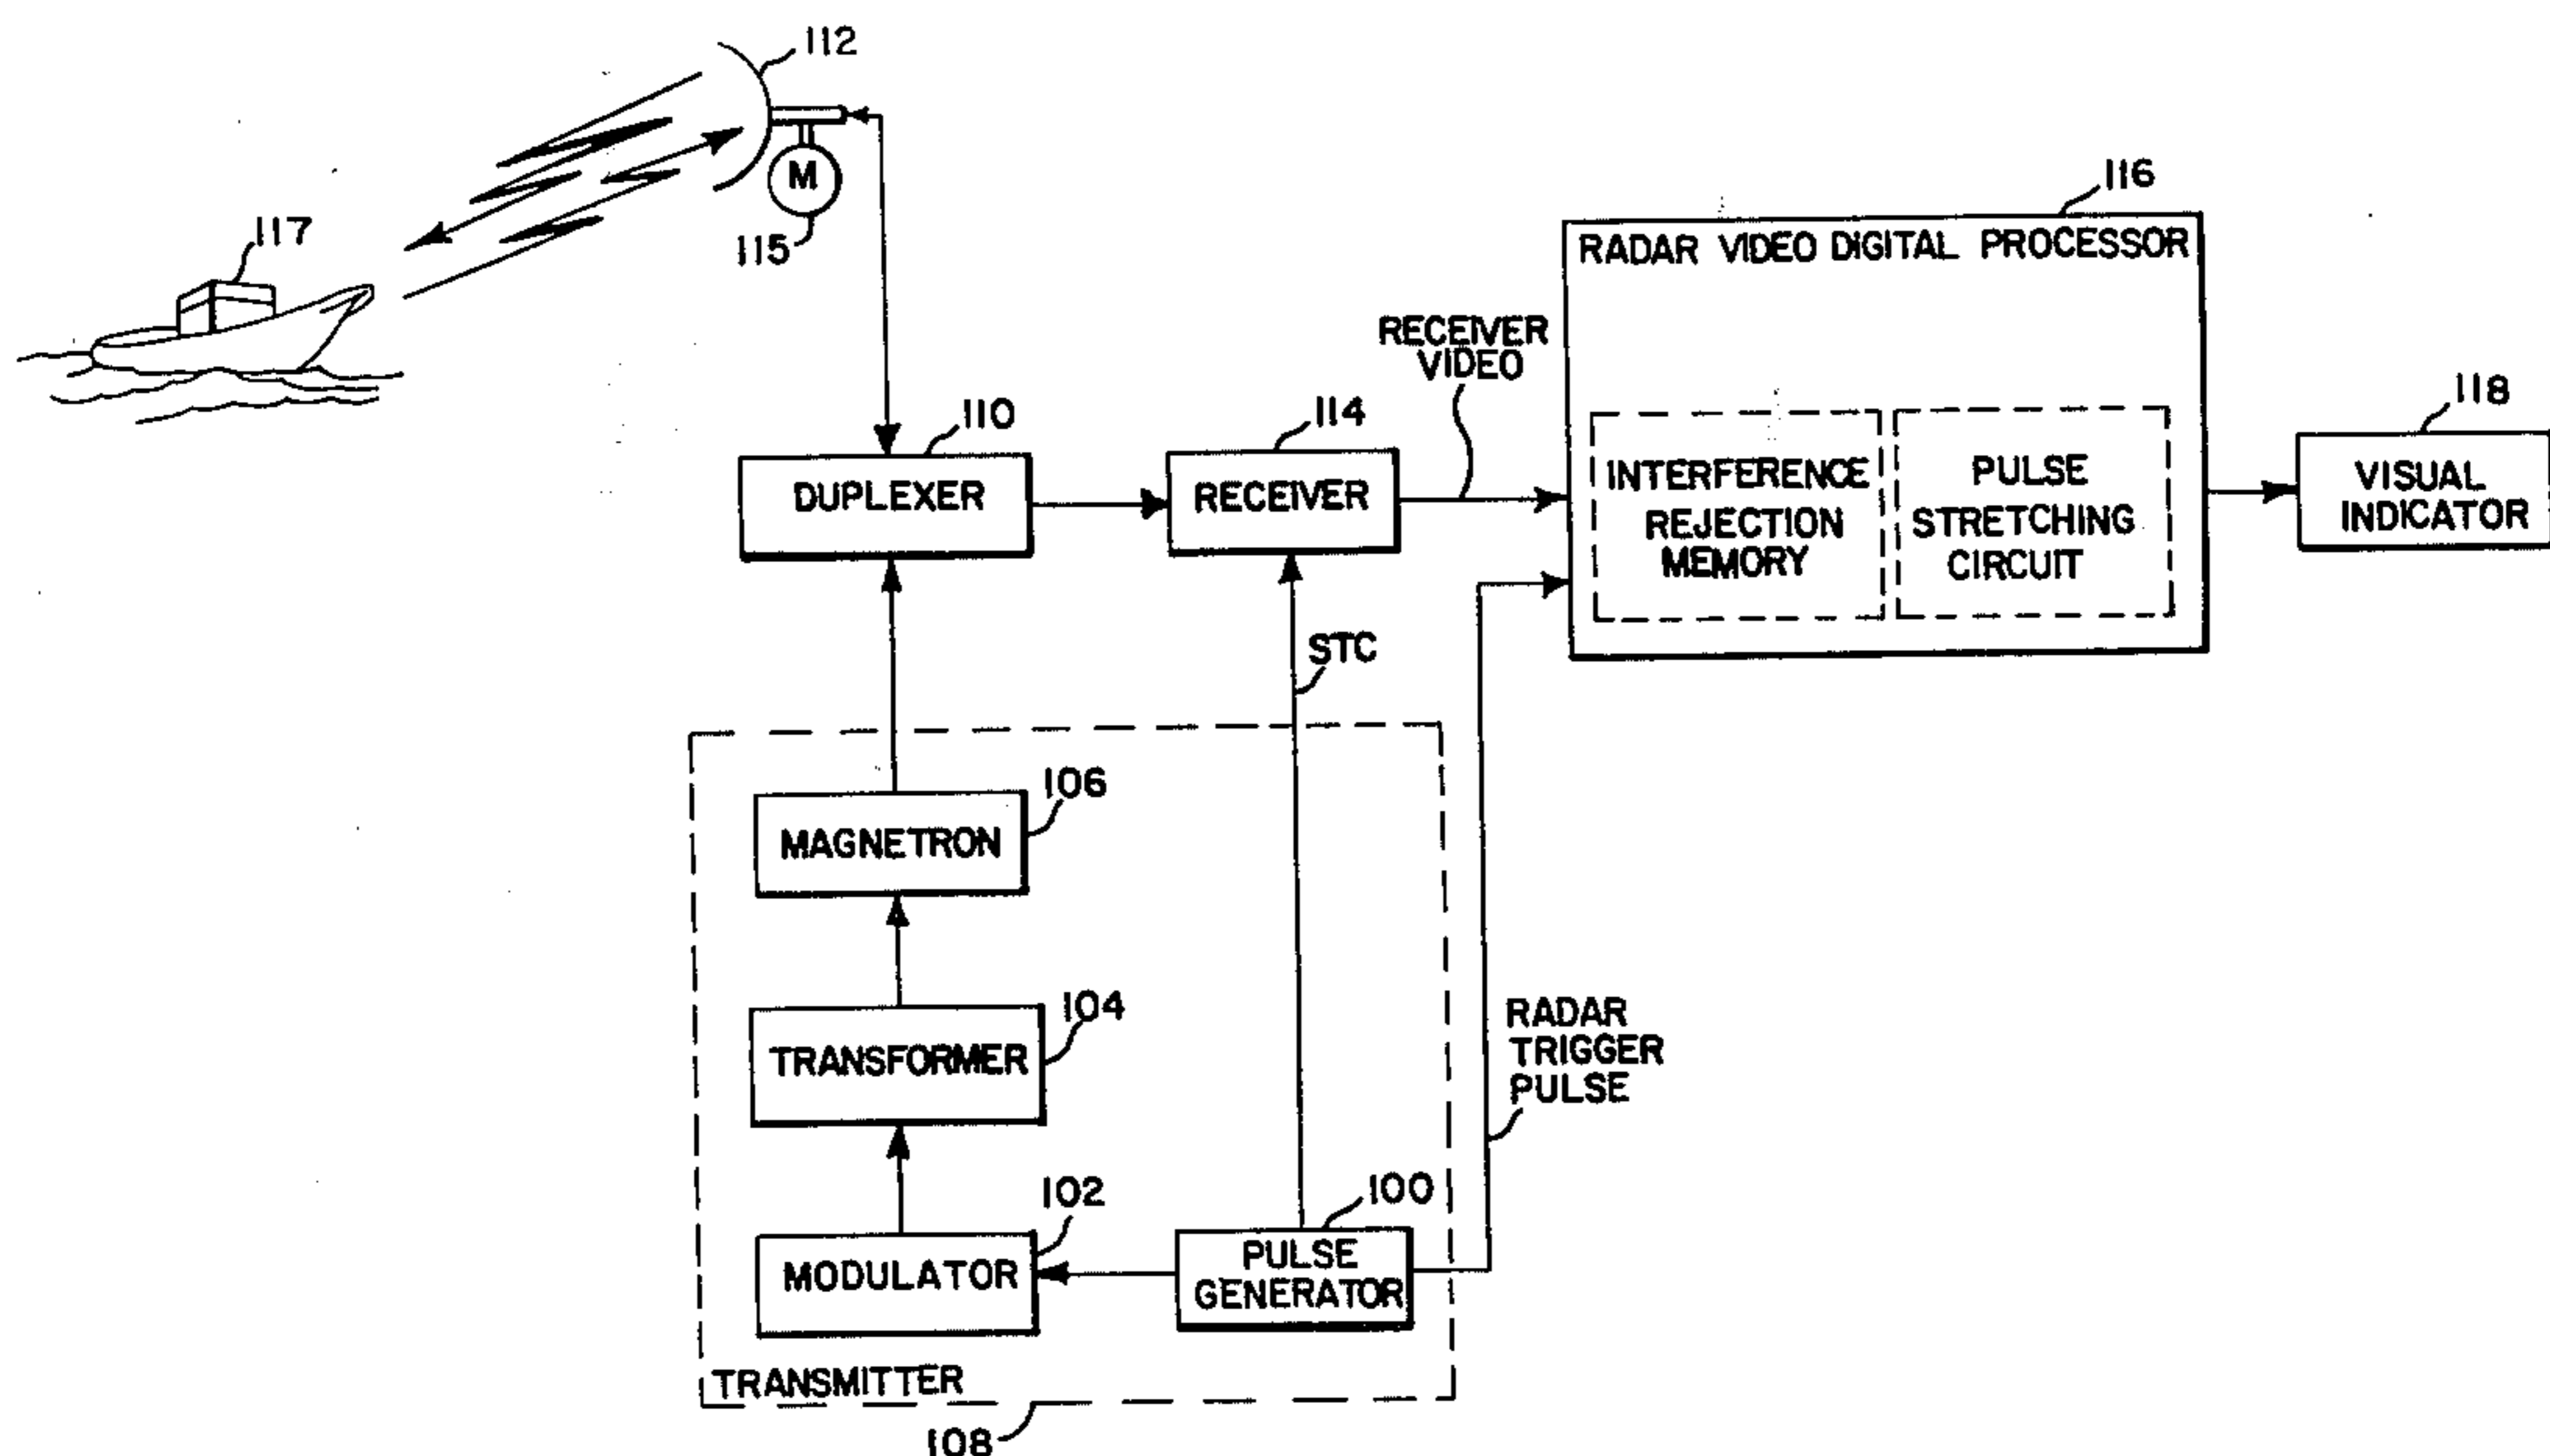 112
M
115
117
116
RADAR VIDEO DIGITAL PROCESSOR
RECEIVER
VIDEO
110
114
118
DUPLEXER
RECEIVER
INTERFERENCE
REJECTION
MEMORY
PULSE
STRETCHING
CIRCUIT
VISUAL
INDICATOR
STC
106
MAGNETRON
104
TRANSFORMER
RADAR
TRIGGER
PULSE
102
100
MODULATOR
PULSE
GENERATOR
TRANSMITTER
108